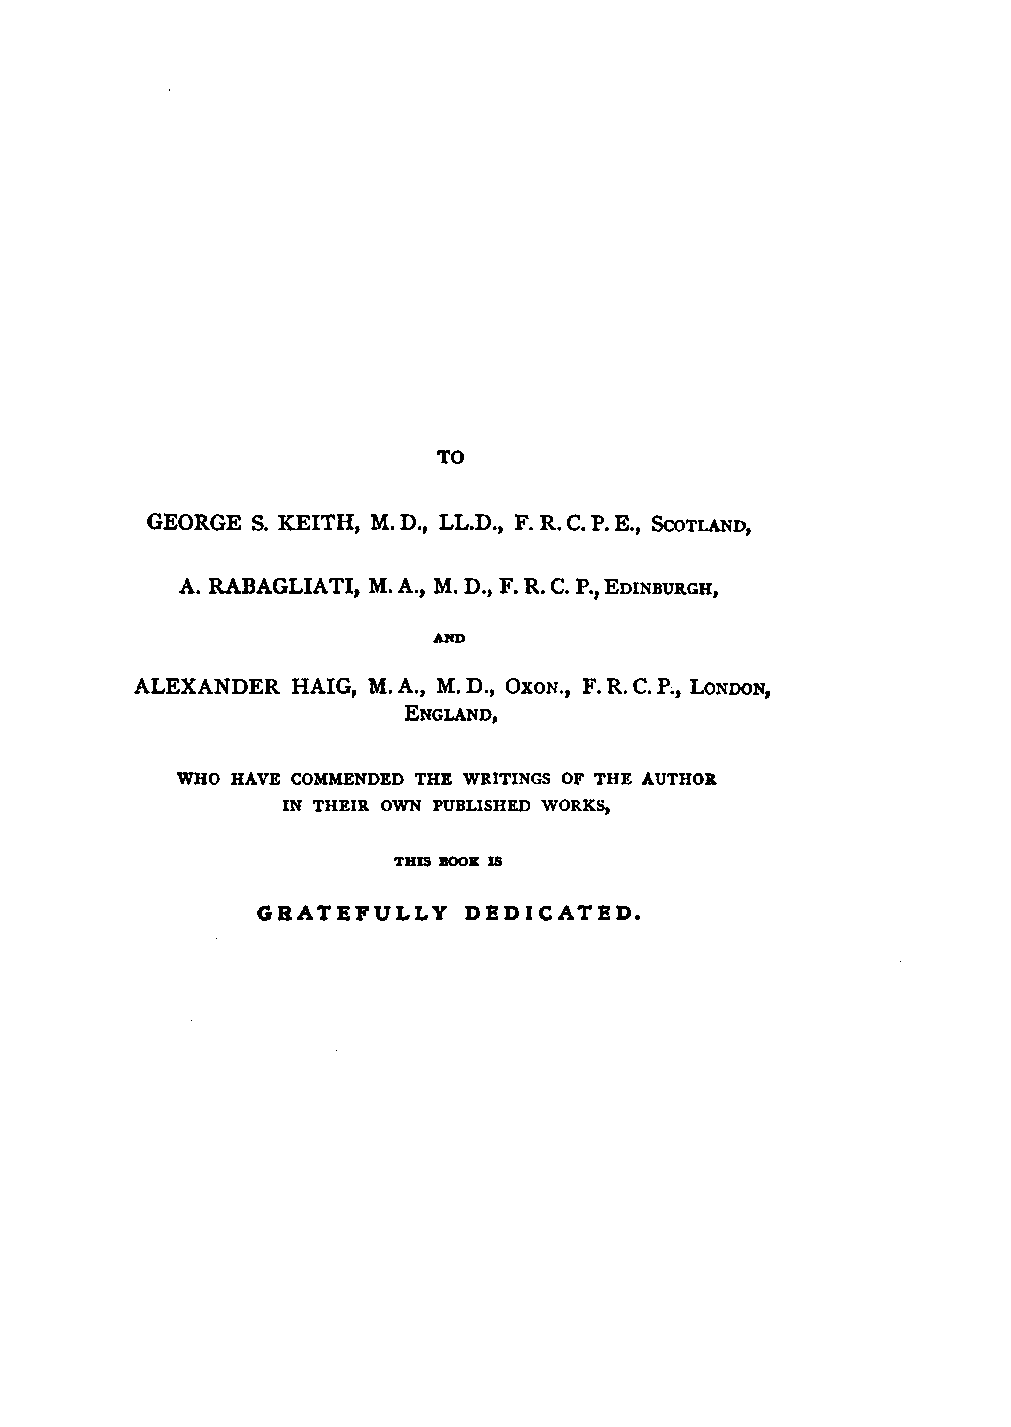 TO
GEORGE S. KEITH, M. D., LL.D., F. R. C. P. E., SCOTLAND,
A. RABAGLIATI, M. A., M. D., F. R. C. P., EDINBURGH,
AND
ALEXANDER HAIG, M. A., M. D., OXON., F. R. C. P., LONDON,
ENGLAND,
WHO HAVE COMMENDED THE WRITINGS OF THE AUTHOR
IN THEIR OWN PUBLISHED WORKS,
THIS BOOK IS
GRATEFULLY DEDICATED.